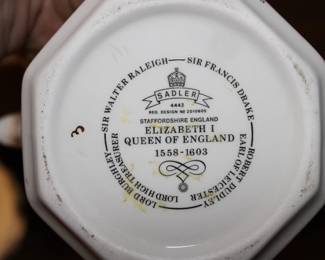 SADLER
4442
REG. DESIGN NO 2010605
STAFFORDSHIRE ENGLAND
ELIZABETH I
QUEEN OF ENGLAND
1558-1603
SIR WALTER RALEIGH
SIR FRANCIS DRAKE
ROBERT DUDLEY
EARL OF LEICESTER
LORD BURGHLEY
LORD HIGH TREASURER
3